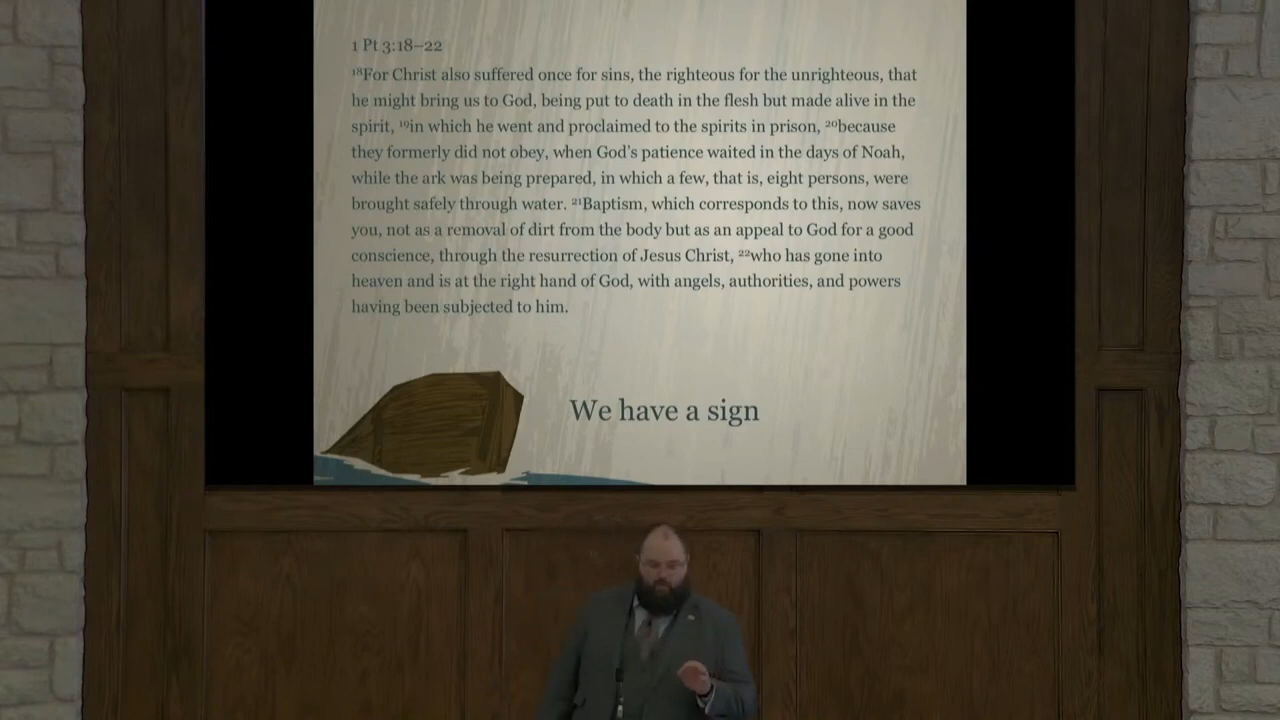 1 Pt 3:18–22
¹⁸For Christ also suffered once for sins, the righteous for the unrighteous, that
he might bring us to God, being put to death in the flesh but made alive in the
spirit, ¹⁹in which he went and proclaimed to the spirits in prison, ²⁰because
they formerly did not obey, when God's patience waited in the days of Noah,
while the ark was being prepared, in which a few, that is, eight persons, were
brought safely through water. ²¹Baptism, which corresponds to this, now saves
you, not as a removal of dirt from the body but as an appeal to God for a good
conscience, through the resurrection of Jesus Christ, ²²who has gone into
heaven and is at the right hand of God, with angels, authorities, and powers
having been subjected to him.
We have a sign